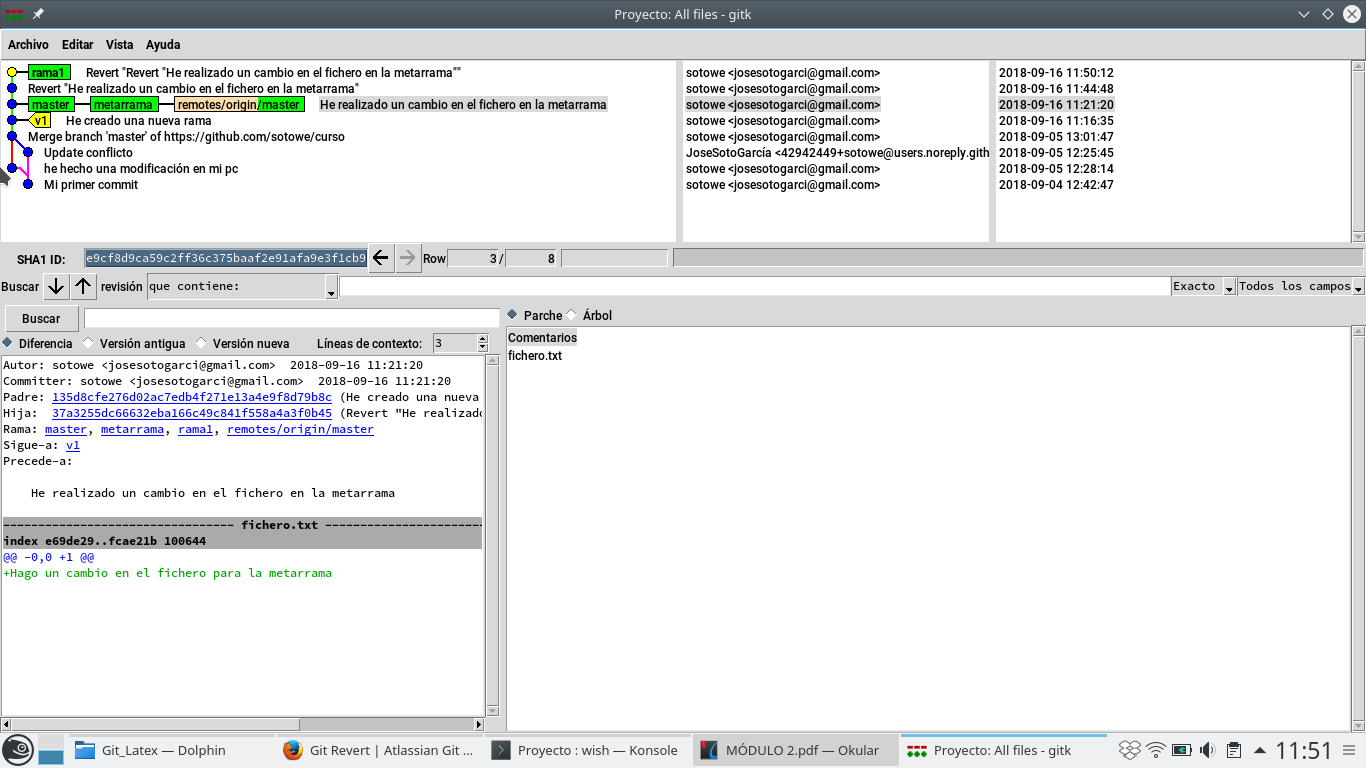 Proyecto: All files - gitk
Archivo Editar Vista Ayuda
rama1 Revert "Revert "He realizado un cambio en el fichero en la metarrama"" sotowe <josesotogarci@gmail.com> 2018-09-16 11:50:12
Revert "He realizado un cambio en el fichero en la metarrama" sotowe <josesotogarci@gmail.com> 2018-09-16 11:44:48
master metarrama remotes/origin/master He realizado un cambio en el fichero en la metarrama sotowe <josesotogarci@gmail.com> 2018-09-16 11:21:20
v1 He creado una nueva rama sotowe <josesotogarci@gmail.com> 2018-09-16 11:16:35
Merge branch 'master' of https://github.com/sotowe/curso sotowe <josesotogarci@gmail.com> 2018-09-05 13:01:47
Update conflicto JoseSotoGarcía <42942449+sotowe@users.noreply.gith 2018-09-05 12:25:45
he hecho una modificación en mi pc sotowe <josesotogarci@gmail.com> 2018-09-05 12:28:14
Mi primer commit sotowe <josesotogarci@gmail.com> 2018-09-04 12:42:47
SHA1 ID: e9cf8d9ca59c2ff36c375baaf2e91afa9e3f1cb9 Row 3 / 8
Buscar revisión que contiene: Exacto Todos los campos
Buscar
Parche Árbol
Diferencia Versión antigua Versión nueva Líneas de contexto: 3
Comentarios
fichero.txt
Autor: sotowe <josesotogarci@gmail.com> 2018-09-16 11:21:20
Committer: sotowe <josesotogarci@gmail.com> 2018-09-16 11:21:20
Padre: 135d8cfe276d02ac7edb4f271e13a4e9f8d79b8c (He creado una nueva
Hija: 37a3255dc66632eba166c49c841f558a4a3f0b45 (Revert "He realizado
Rama: master, metarrama, rama1, remotes/origin/master
Sigue-a: v1
Precede-a:
He realizado un cambio en el fichero en la metarrama
------------------------------ fichero.txt --------------------
index e69de29..fcae21b 100644
@@ -0,0 +1 @@
+Hago un cambio en el fichero para la metarrama
Git_Latex — Dolphin Git Revert | Atlassian Git ... Proyecto : wish — Konsole MÓDULO 2.pdf — Okular Proyecto: All files - gitk 11:51